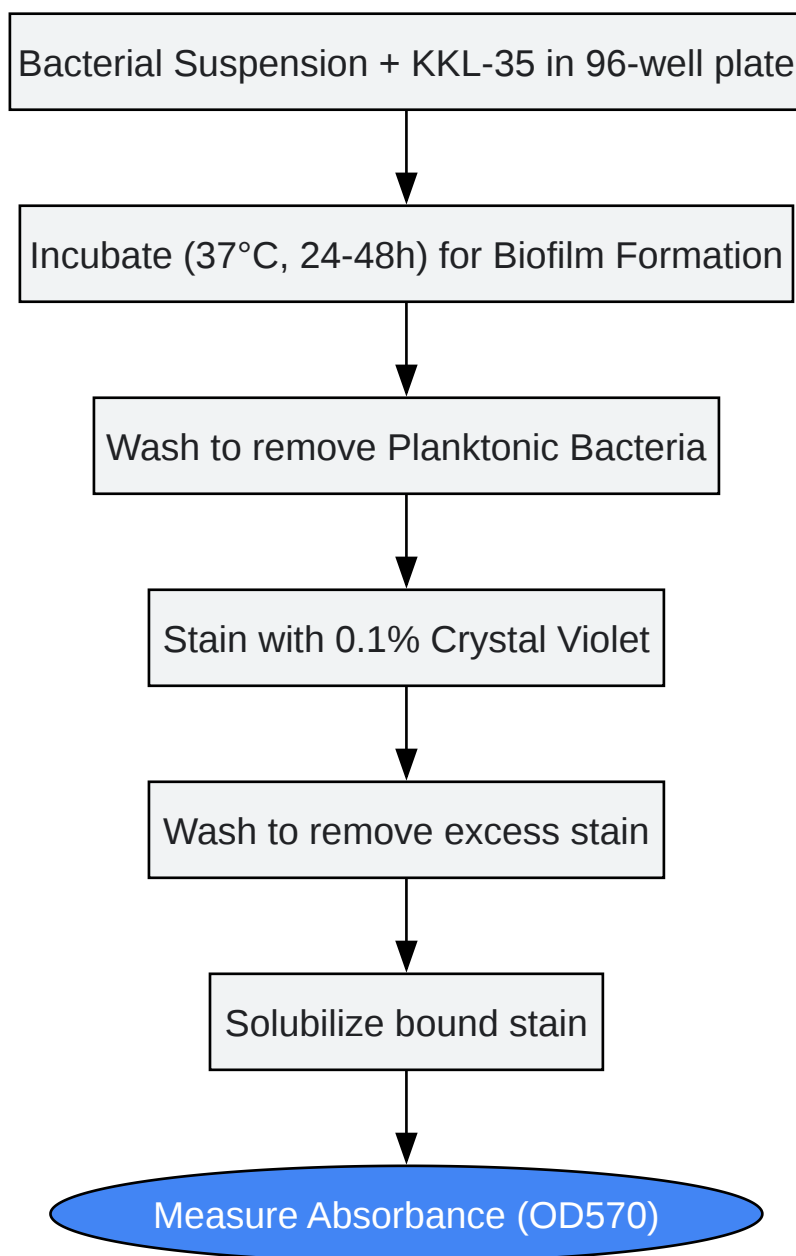 Bacterial Suspension + KKL-35 in 96-well plate
Incubate (37°C, 24-48h) for Biofilm Formation
Wash to remove Planktonic Bacteria
Stain with 0.1% Crystal Violet
Wash to remove excess stain
Solubilize bound stain
Measure Absorbance (OD570)